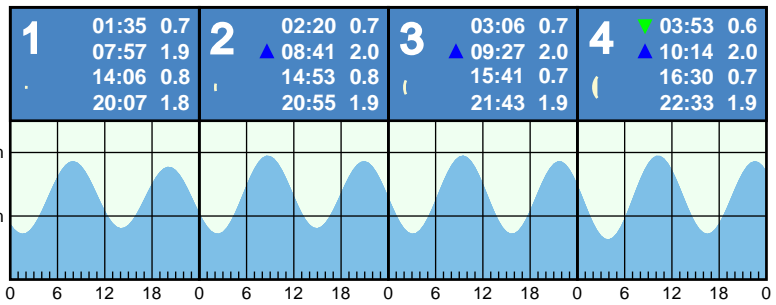 1 01:35 0.7
07:57 1.9
14:06 0.8
20:07 1.8
2 02:20 0.7
▲ 08:41 2.0
14:53 0.8
20:55 1.9
3 03:06 0.7
▲ 09:27 2.0
15:41 0.7
21:43 1.9
4 ▼ 03:53 0.6
▲ 10:14 2.0
16:30 0.7
22:33 1.9
m
m
0 6 12 18 0 6 12 18 0 6 12 18 0 6 12 18 0